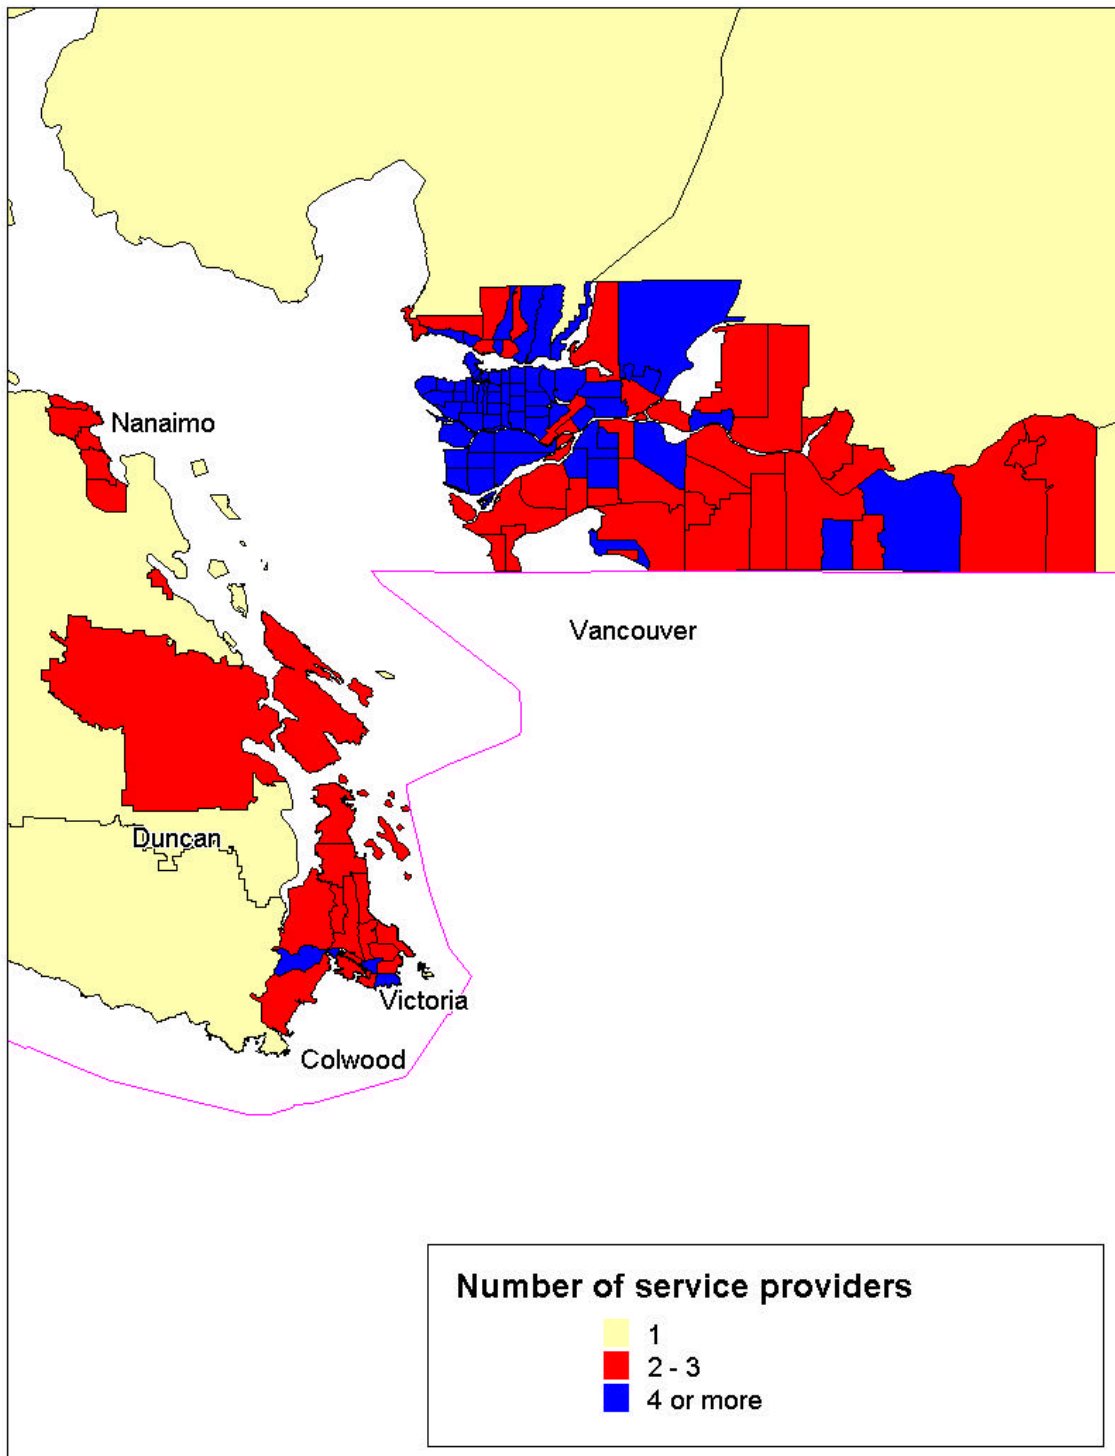 Nanaimo
Vancouver
Duncan
Victoria
Colwood
Number of service providers
1
2 - 3
4 or more